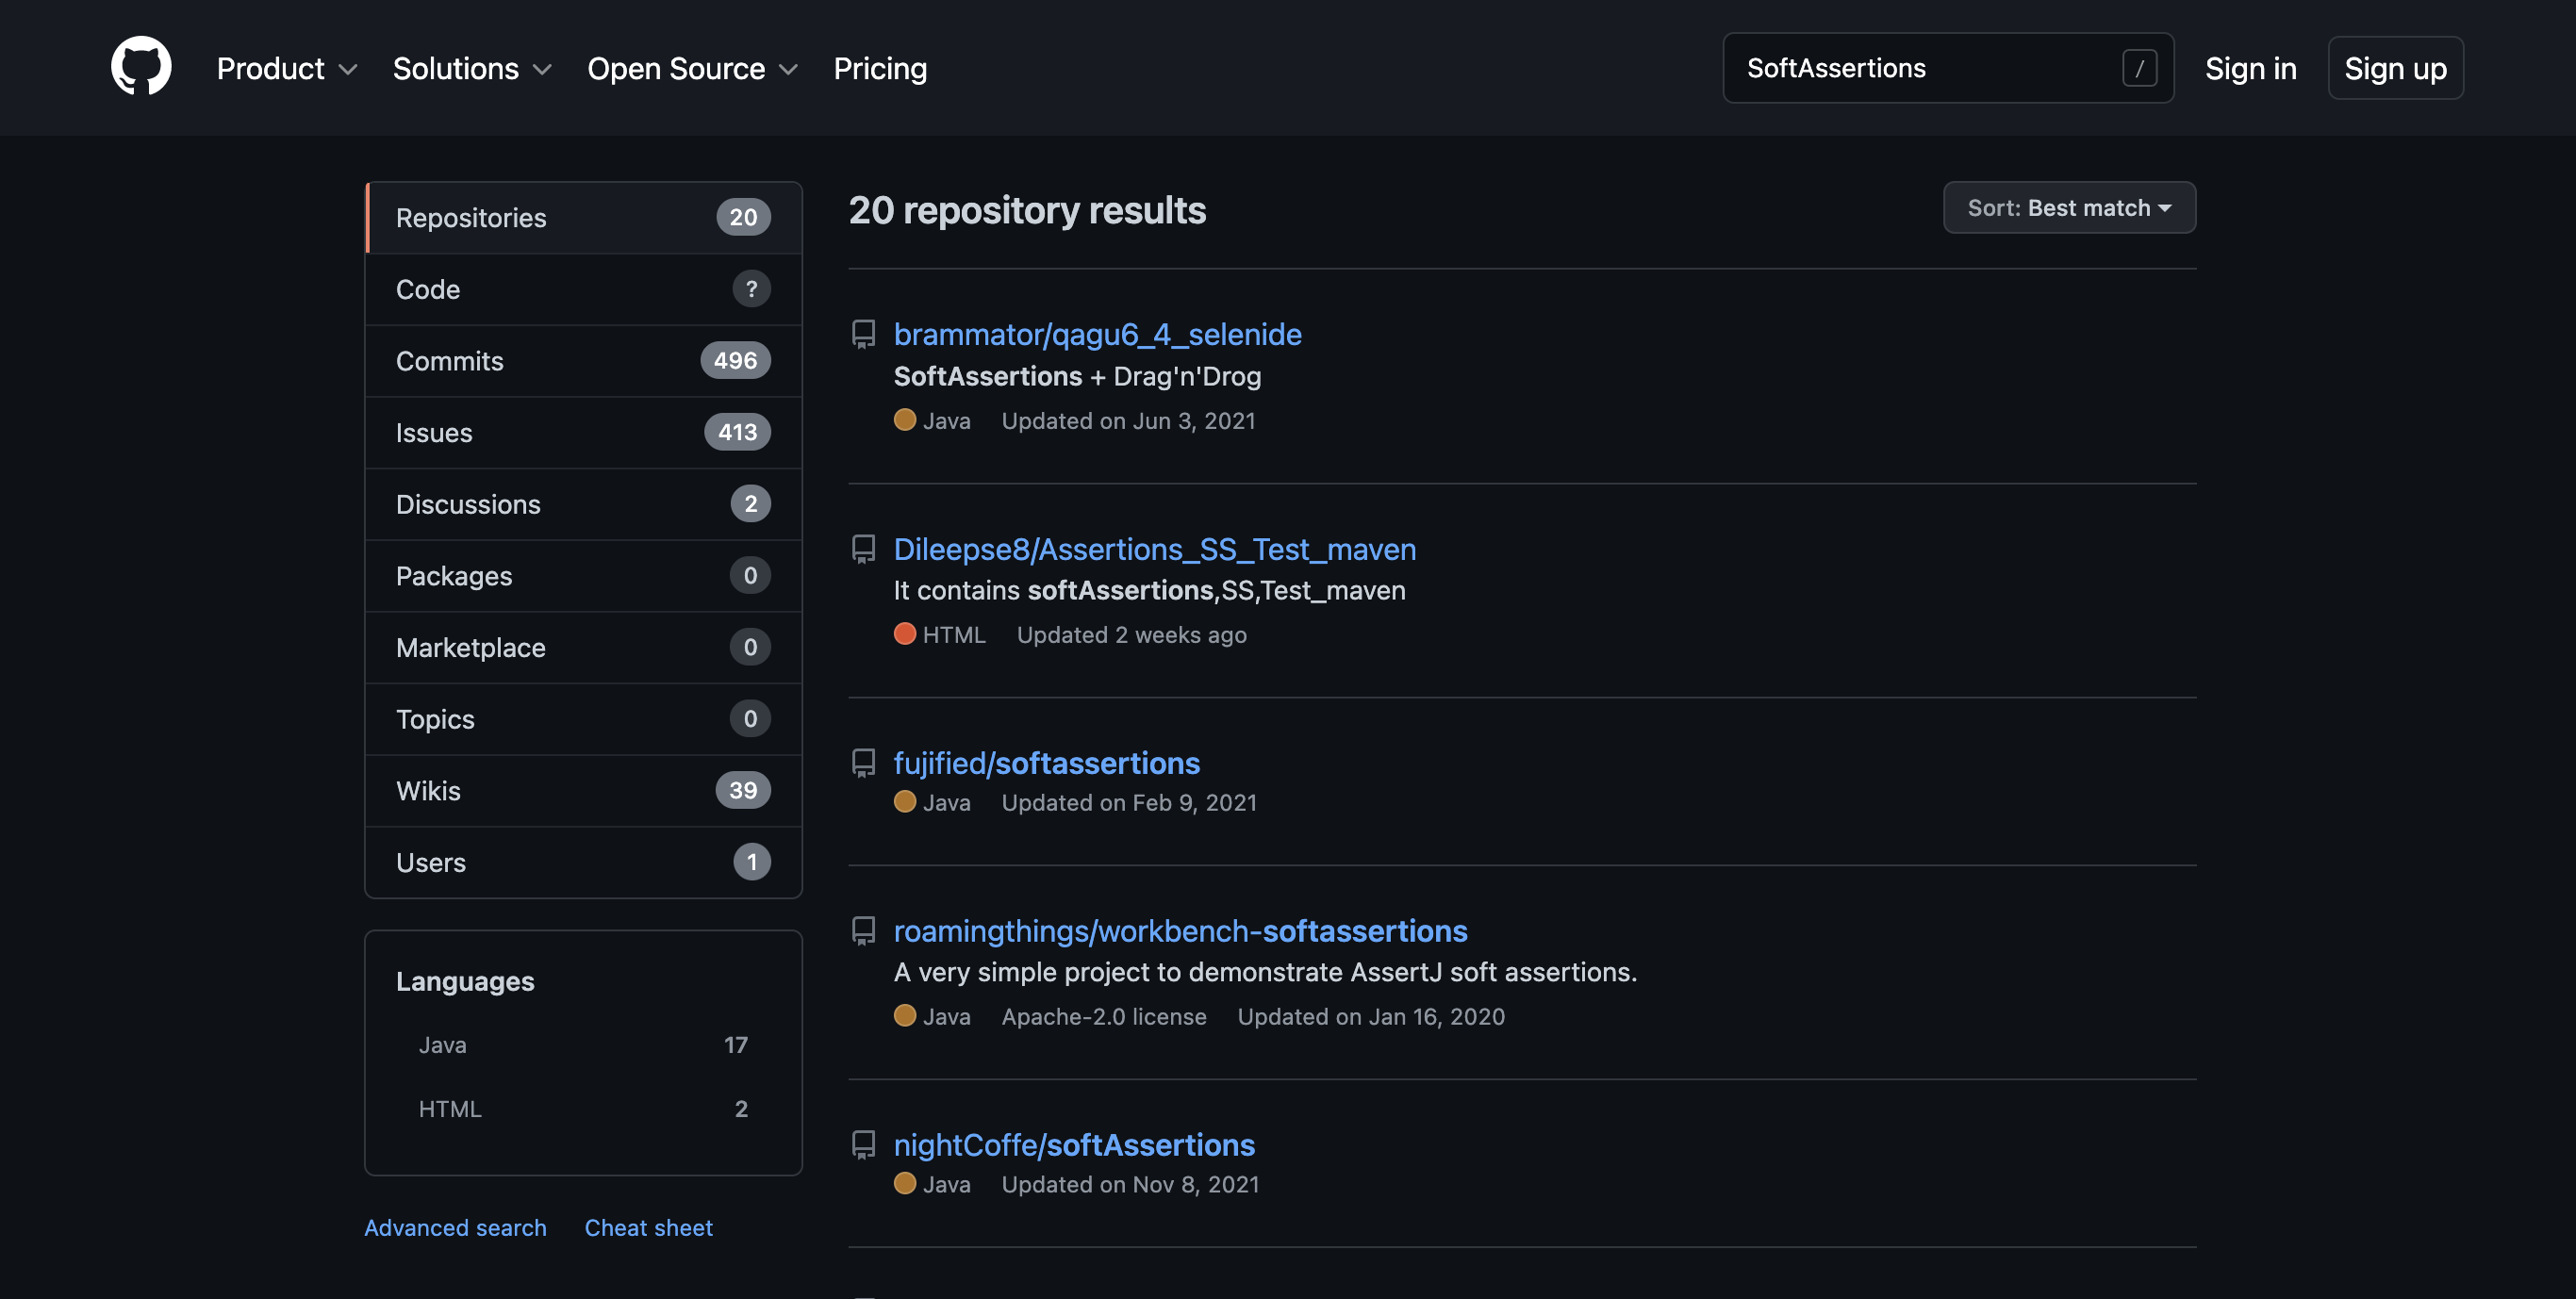 Product Solutions Open Source Pricing SoftAssertions / Sign in Sign up
Repositories 20
Code ?
Commits 496
Issues 413
Discussions 2
Packages 0
Marketplace 0
Topics 0
Wikis 39
Users 1
Languages
Java 17
HTML 2
Advanced search Cheat sheet
20 repository results Sort: Best match
brammator/qagu6_4_selenide
SoftAssertions + Drag'n'Drog
Java Updated on Jun 3, 2021
Dileepse8/Assertions_SS_Test_maven
It contains softAssertions,SS,Test_maven
HTML Updated 2 weeks ago
fujified/softassertions
Java Updated on Feb 9, 2021
roamingthings/workbench-softassertions
A very simple project to demonstrate AssertJ soft assertions.
Java Apache-2.0 license Updated on Jan 16, 2020
nightCoffe/softAssertions
Java Updated on Nov 8, 2021